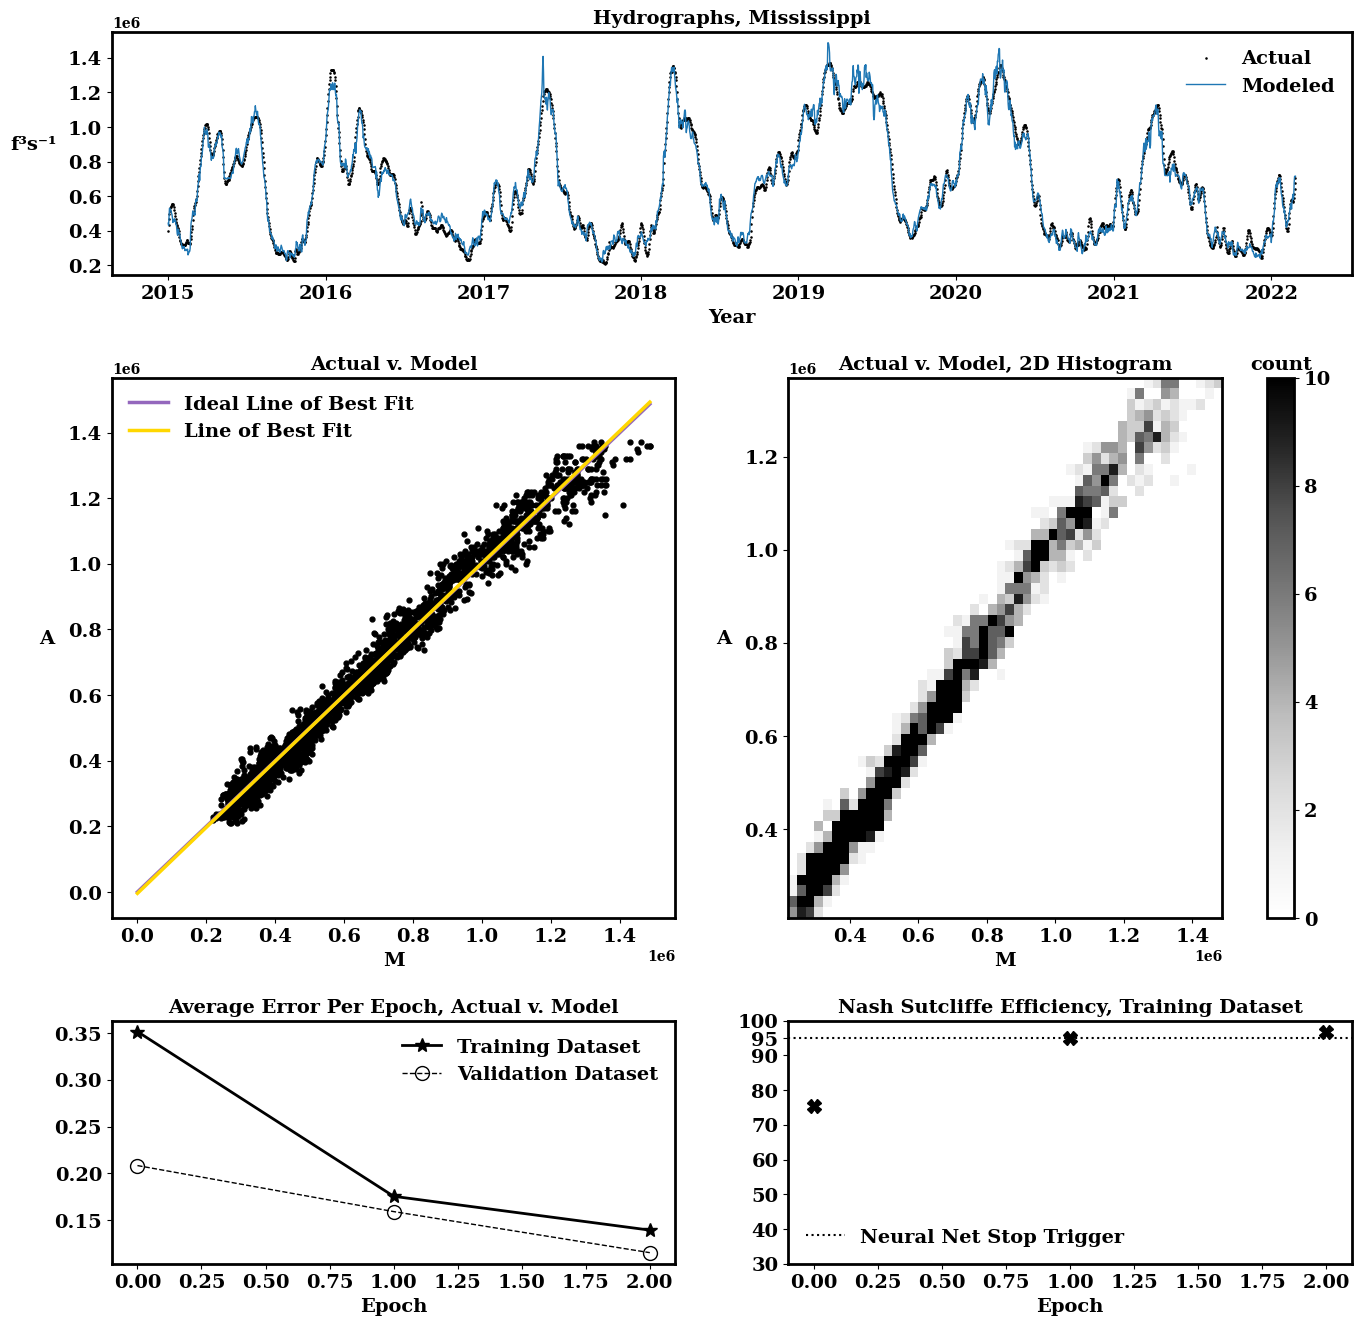 Hydrographs, Mississippi
1e6
1.4
1.2
1.0
0.8
0.6
0.4
0.2
f³s⁻¹
Actual
Modeled
2015 2016 2017 2018 2019 2020 2021 2022
Year
Actual v. Model
1e6
Ideal Line of Best Fit
Line of Best Fit
1.4
1.2
1.0
0.8
0.6
0.4
0.2
0.0
A
0.0 0.2 0.4 0.6 0.8 1.0 1.2 1.4
M
1e6
Actual v. Model, 2D Histogram
1e6
1.2
1.0
0.8
0.6
0.4
A
0.4 0.6 0.8 1.0 1.2 1.4
M
1e6
count
10
8
6
4
2
0
Average Error Per Epoch, Actual v. Model
0.35
0.30
0.25
0.20
0.15
Training Dataset
Validation Dataset
0.00 0.25 0.50 0.75 1.00 1.25 1.50 1.75 2.00
Epoch
Nash Sutcliffe Efficiency, Training Dataset
100
95
90
80
70
60
50
40
30
Neural Net Stop Trigger
0.00 0.25 0.50 0.75 1.00 1.25 1.50 1.75 2.00
Epoch